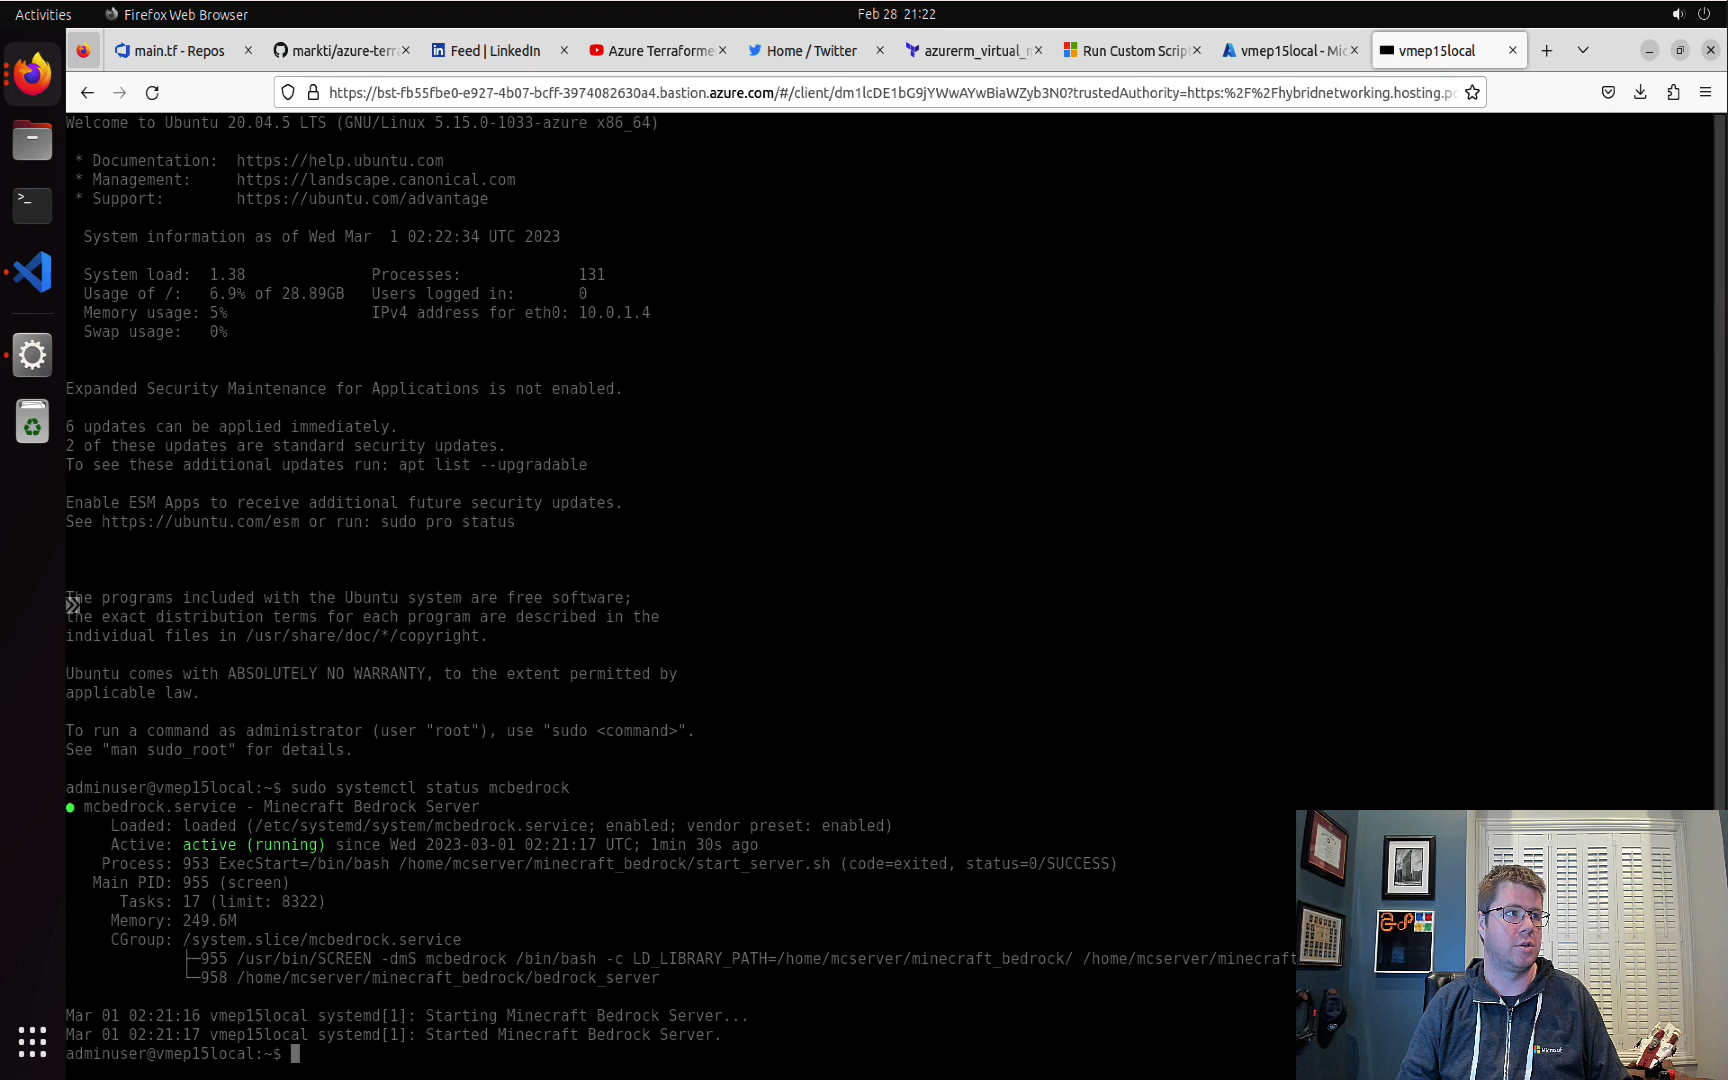 Activities
Firefox Web Browser
Feb 28 21:22
main.tf - Repos
markti/azure-terra
Feed | LinkedIn
Azure Terraforme
Home / Twitter
azurerm_virtual_n
Run Custom Script
vmep15local - Mic
vmep15local
https://bst-fb55fbe0-e927-4b07-bcff-3974082630a4.bastion.azure.com/#/client/dm1lcDE1bG9jYWwAYwBiaWZyb3N0?trustedAuthority=https:%2F%2Fhybridnetworking.hosting.po
Welcome to Ubuntu 20.04.5 LTS (GNU/Linux 5.15.0-1033-azure x86_64)
* Documentation: https://help.ubuntu.com
* Management: https://landscape.canonical.com
* Support: https://ubuntu.com/advantage
System information as of Wed Mar 1 02:22:34 UTC 2023
System load: 1.38 Processes: 131
Usage of /: 6.9% of 28.89GB Users logged in: 0
Memory usage: 5% IPv4 address for eth0: 10.0.1.4
Swap usage: 0%
Expanded Security Maintenance for Applications is not enabled.
6 updates can be applied immediately.
2 of these updates are standard security updates.
To see these additional updates run: apt list --upgradable
Enable ESM Apps to receive additional future security updates.
See https://ubuntu.com/esm or run: sudo pro status
The programs included with the Ubuntu system are free software;
the exact distribution terms for each program are described in the
individual files in /usr/share/doc/*/copyright.
Ubuntu comes with ABSOLUTELY NO WARRANTY, to the extent permitted by
applicable law.
To run a command as administrator (user "root"), use "sudo <command>".
See "man sudo_root" for details.
adminuser@vmep15local:~$ sudo systemctl status mcbedrock
● mcbedrock.service - Minecraft Bedrock Server
Loaded: loaded (/etc/systemd/system/mcbedrock.service; enabled; vendor preset: enabled)
Active: active (running) since Wed 2023-03-01 02:21:17 UTC; 1min 30s ago
Process: 953 ExecStart=/bin/bash /home/mcserver/minecraft_bedrock/start_server.sh (code=exited, status=0/SUCCESS)
Main PID: 955 (screen)
Tasks: 17 (limit: 8322)
Memory: 249.6M
CGroup: /system.slice/mcbedrock.service
├─955 /usr/bin/SCREEN -dmS mcbedrock /bin/bash -c LD_LIBRARY_PATH=/home/mcserver/minecraft_bedrock/ /home/mcserver/minecraft
└─958 /home/mcserver/minecraft_bedrock/bedrock_server
Mar 01 02:21:16 vmep15local systemd[1]: Starting Minecraft Bedrock Server...
Mar 01 02:21:17 vmep15local systemd[1]: Started Minecraft Bedrock Server.
adminuser@vmep15local:~$
Microsoft